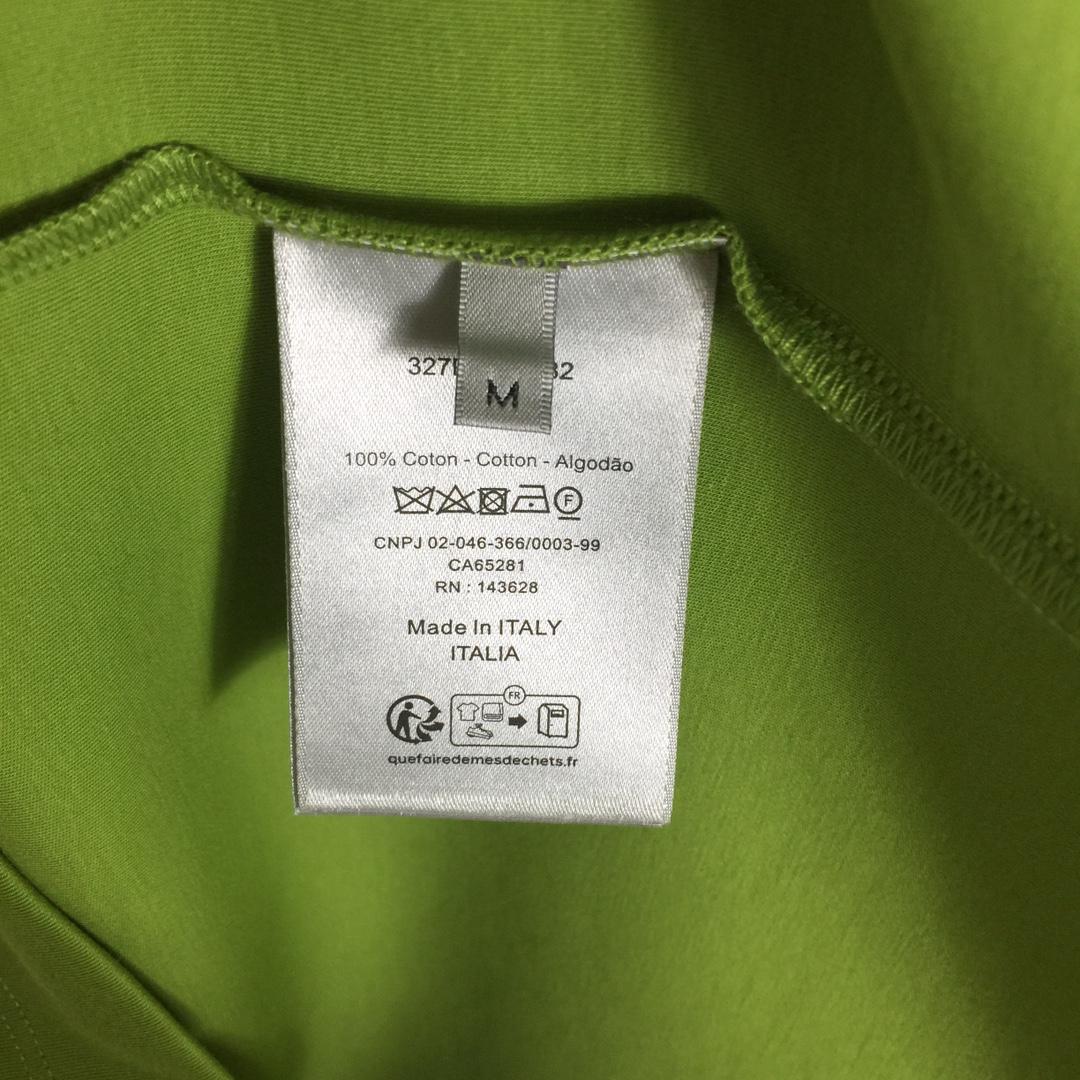 M
100% Coton - Cotton - Algodão
F
CNPJ 02-046-366/0003-99
CA65281
RN : 143628
Made In ITALY
ITALIA
FR
quefairedemesdechets.fr